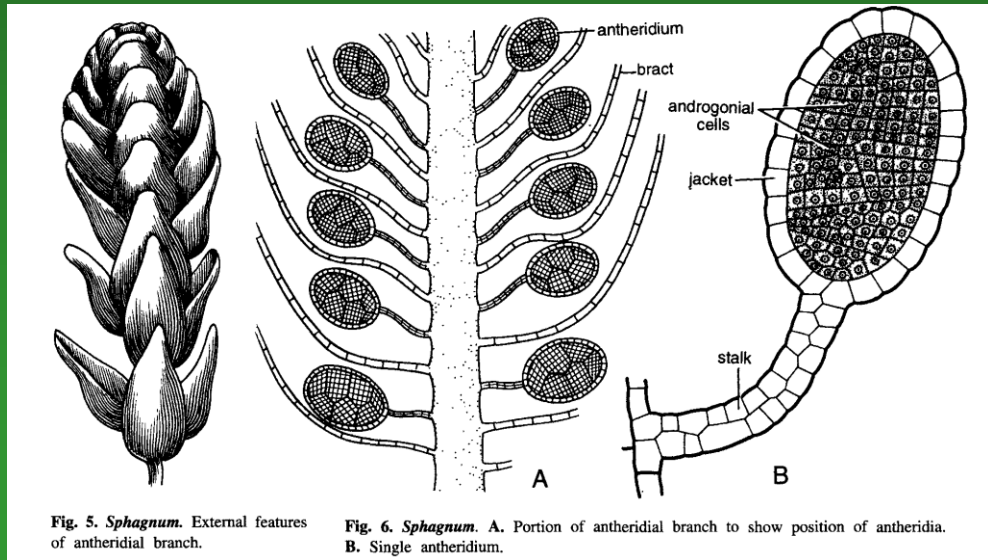 antheridium
bract
androgonial
cells
jacket
stalk
A
B
Fig. 5. Sphagnum. External features
of antheridial branch.
Fig. 6. Sphagnum. A. Portion of antheridial branch to show position of antheridia.
B. Single antheridium.